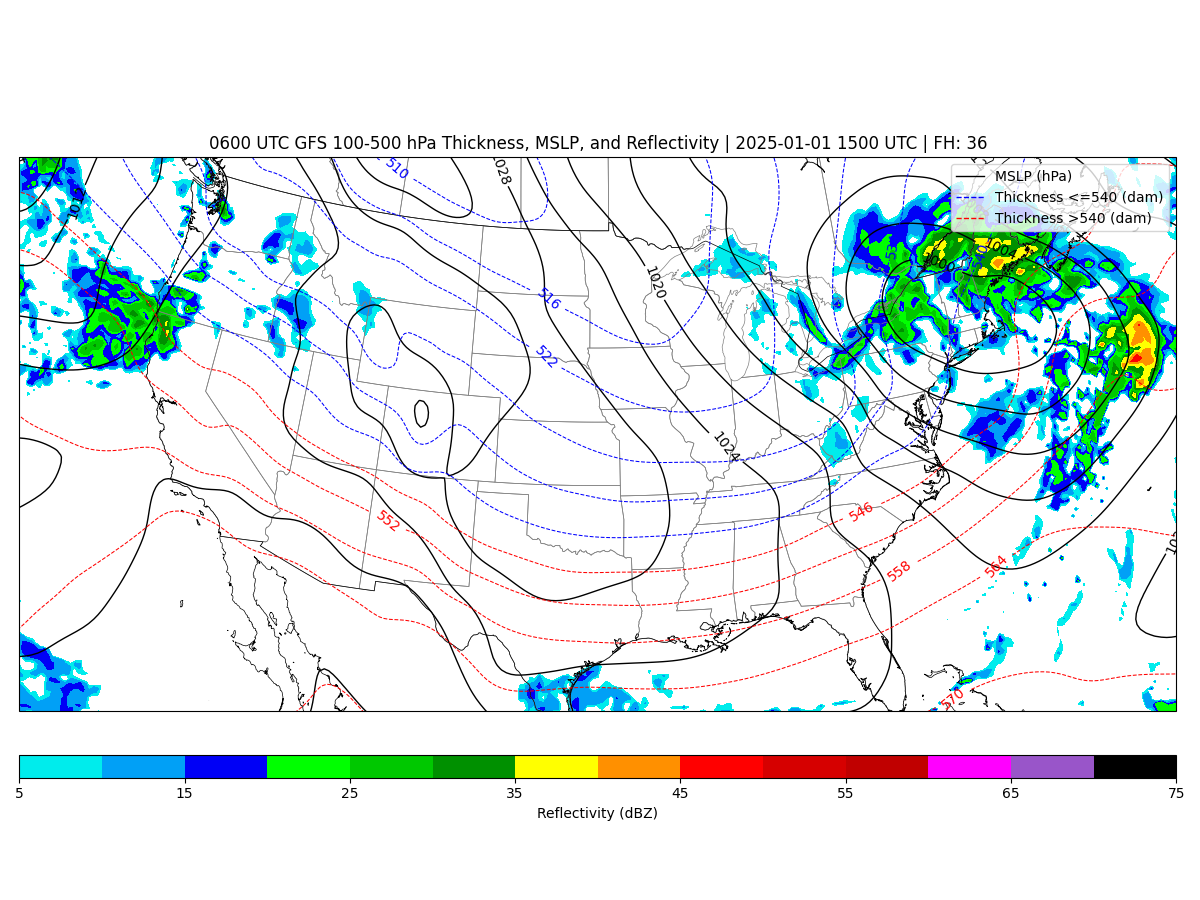 0600 UTC GFS 100-500 hPa Thickness, MSLP, and Reflectivity | 2025-01-01 1500 UTC | FH: 36
MSLP (hPa)
Thickness <=540 (dam)
Thickness >540 (dam)
510
1028
516
1020
522
1024
552
546
558
564
570
5 15 25 35 45 55 65 75
Reflectivity (dBZ)